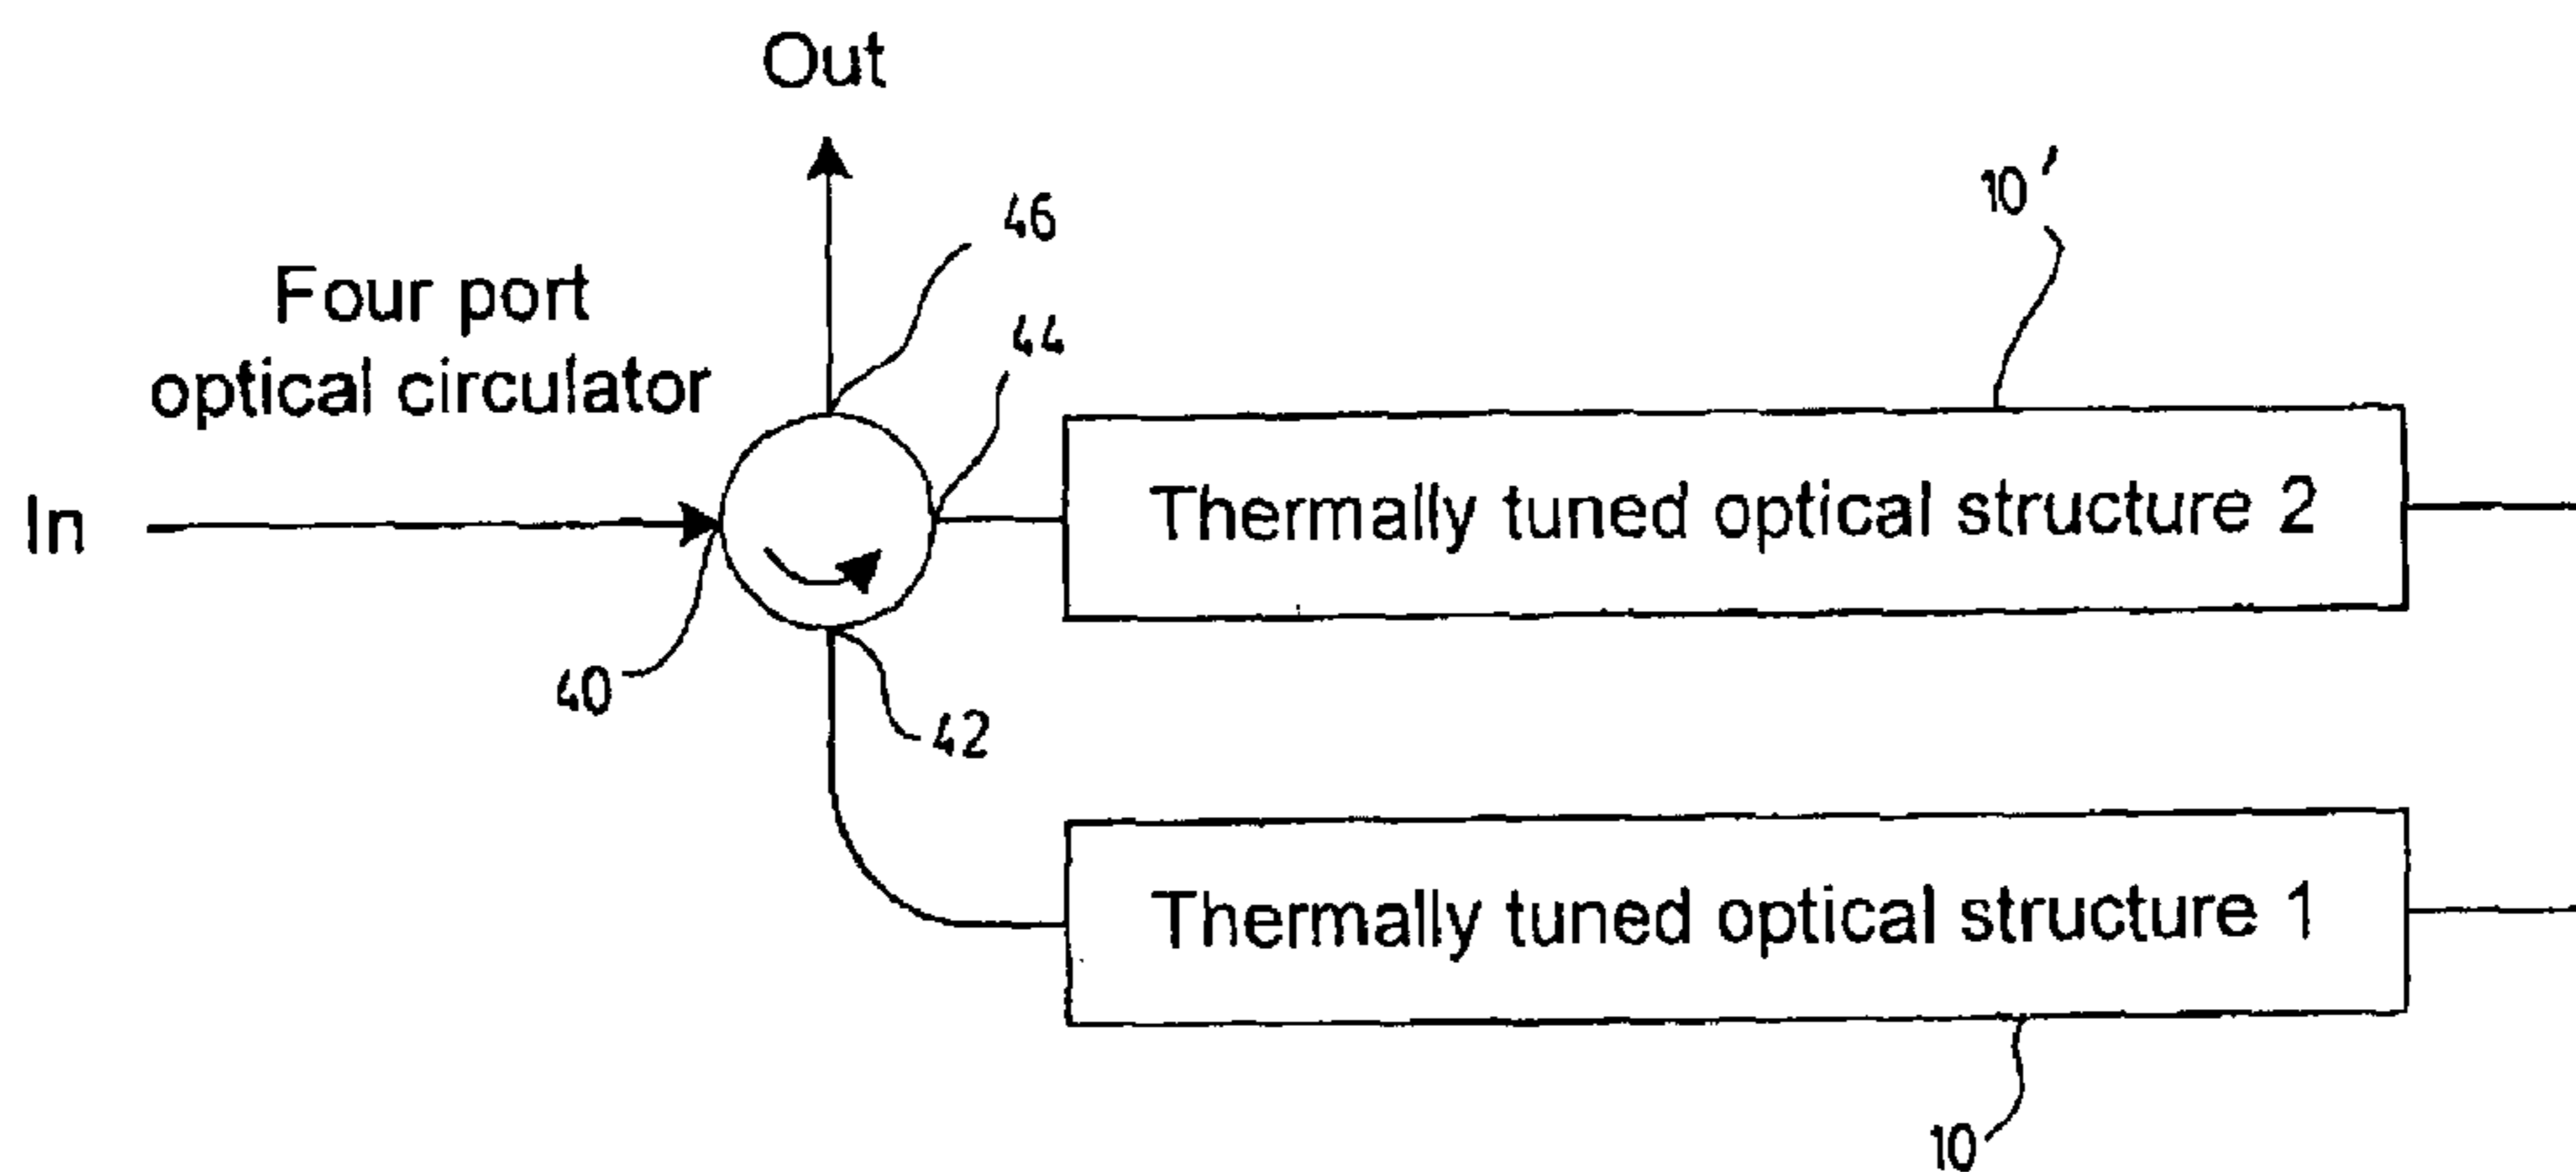 Out
46
10'
Four port
optical circulator
44
In
Thermally tuned optical structure 2
40
42
Thermally tuned optical structure 1
10